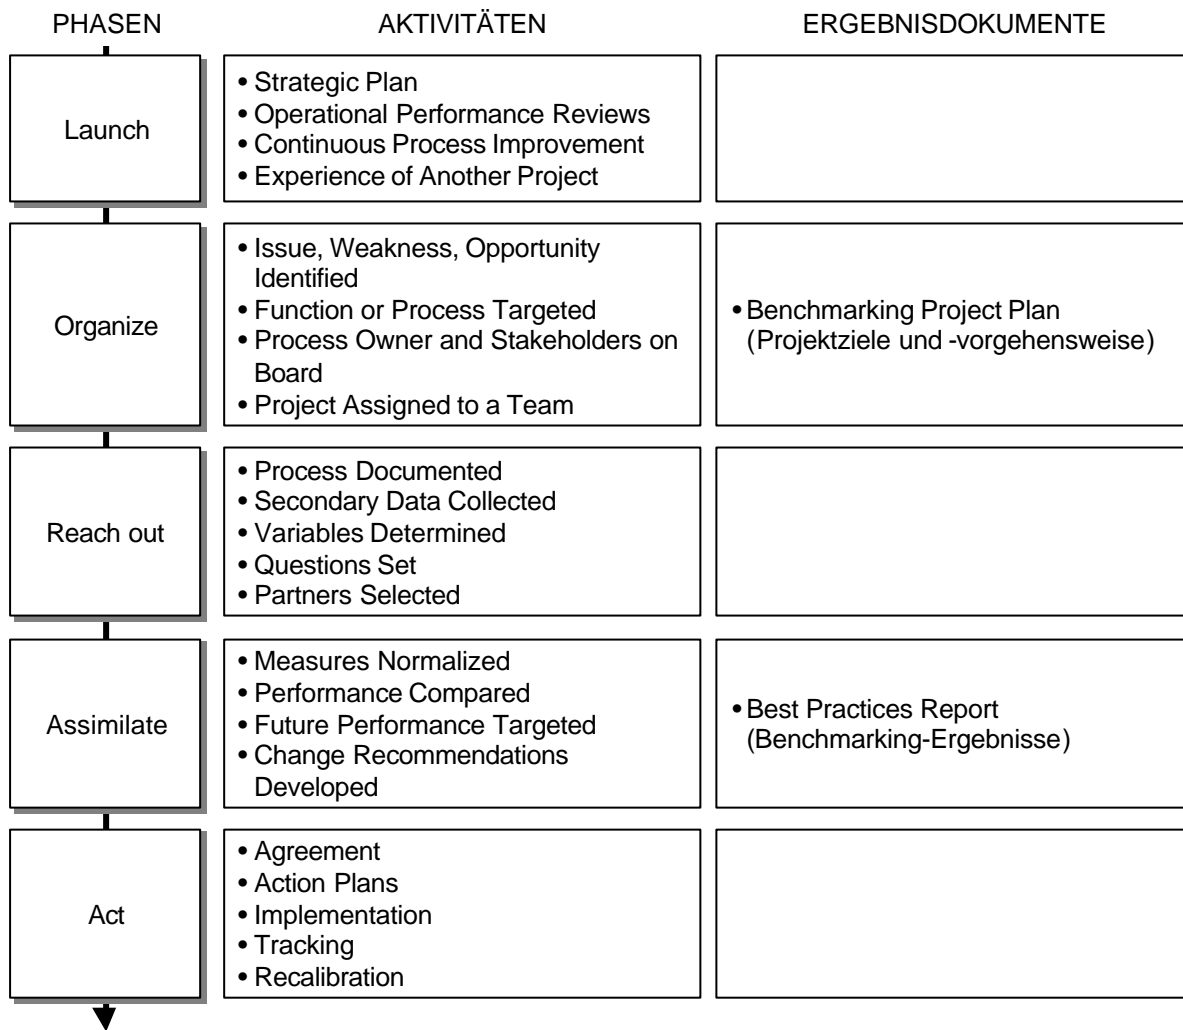 PHASEN AKTIVITÄTEN ERGEBNISDOKUMENTE
Launch
• Strategic Plan
• Operational Performance Reviews
• Continuous Process Improvement
• Experience of Another Project
Organize
• Issue, Weakness, Opportunity
Identified
• Function or Process Targeted
• Process Owner and Stakeholders on
Board
• Project Assigned to a Team
• Benchmarking Project Plan
(Projektziele und -vorgehensweise)
Reach out
• Process Documented
• Secondary Data Collected
• Variables Determined
• Questions Set
• Partners Selected
Assimilate
• Measures Normalized
• Performance Compared
• Future Performance Targeted
• Change Recommendations
Developed
• Best Practices Report
(Benchmarking-Ergebnisse)
Act
• Agreement
• Action Plans
• Implementation
• Tracking
• Recalibration